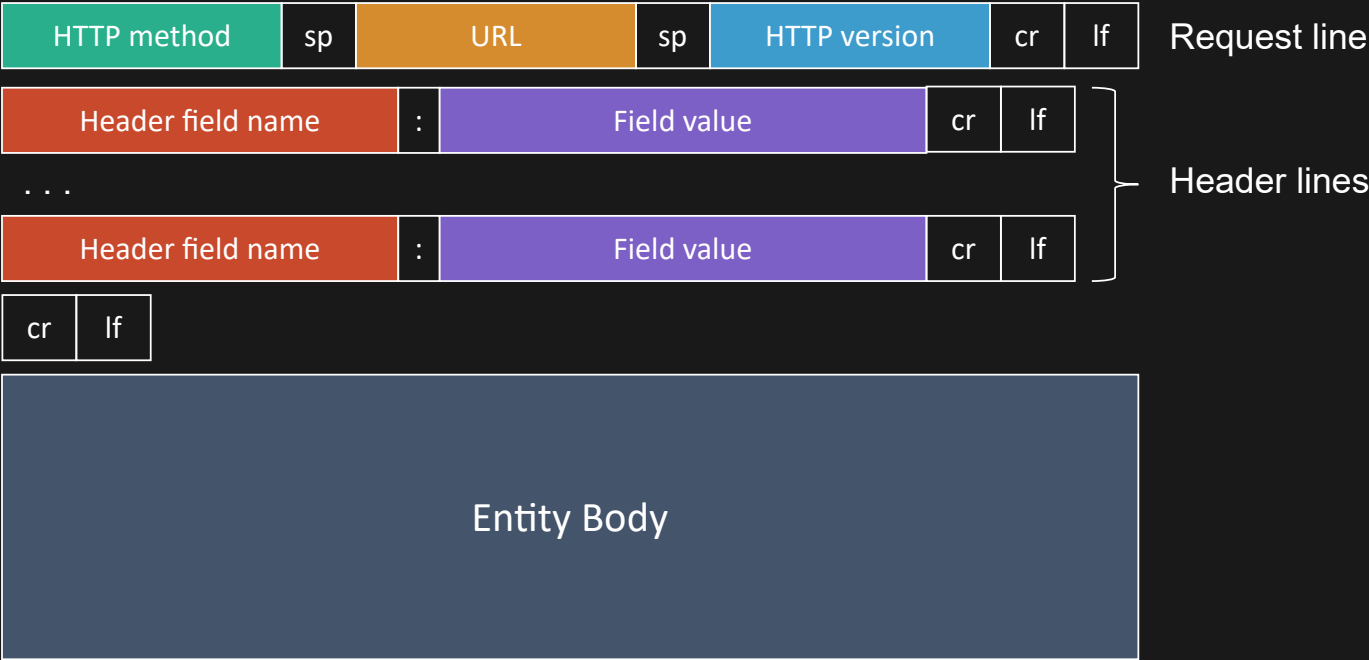 HTTP method sp URL sp HTTP version cr lf Request line
Header field name : Field value cr lf
. . . Header lines
Header field name : Field value cr lf
cr lf
Entity Body